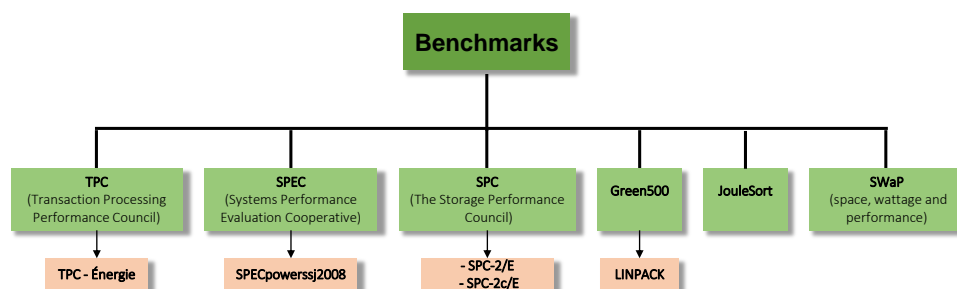 Benchmarks
TPC
(Transaction Processing
Performance Council)
SPEC
(Systems Performance
Evaluation Cooperative)
SPC
(The Storage Performance
Council)
Green500
JouleSort
SWaP
(space, wattage and
performance)
TPC - Énergie
SPECpowerssj2008
- SPC-2/E
- SPC-2c/E
LINPACK